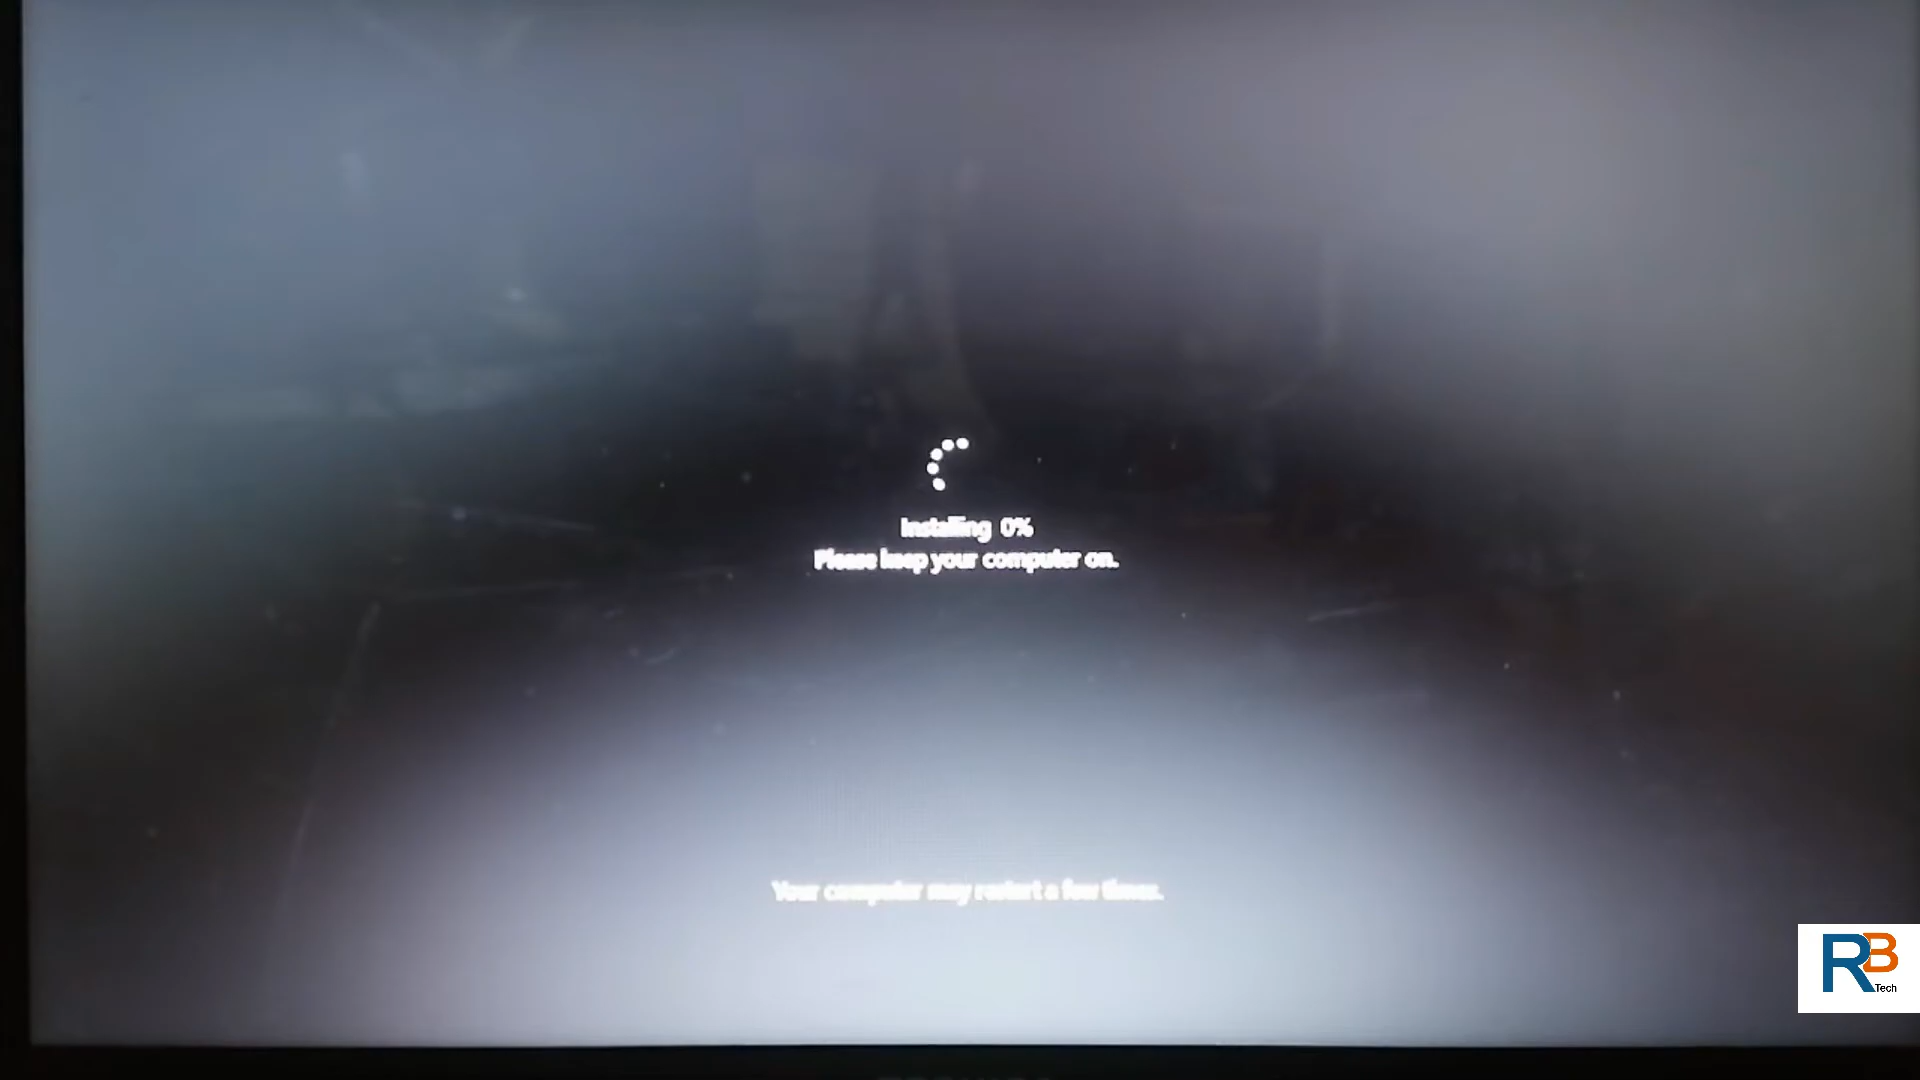 Installing 0%
Please keep your computer on.
Your computer may restart a few times.
RB
Tech